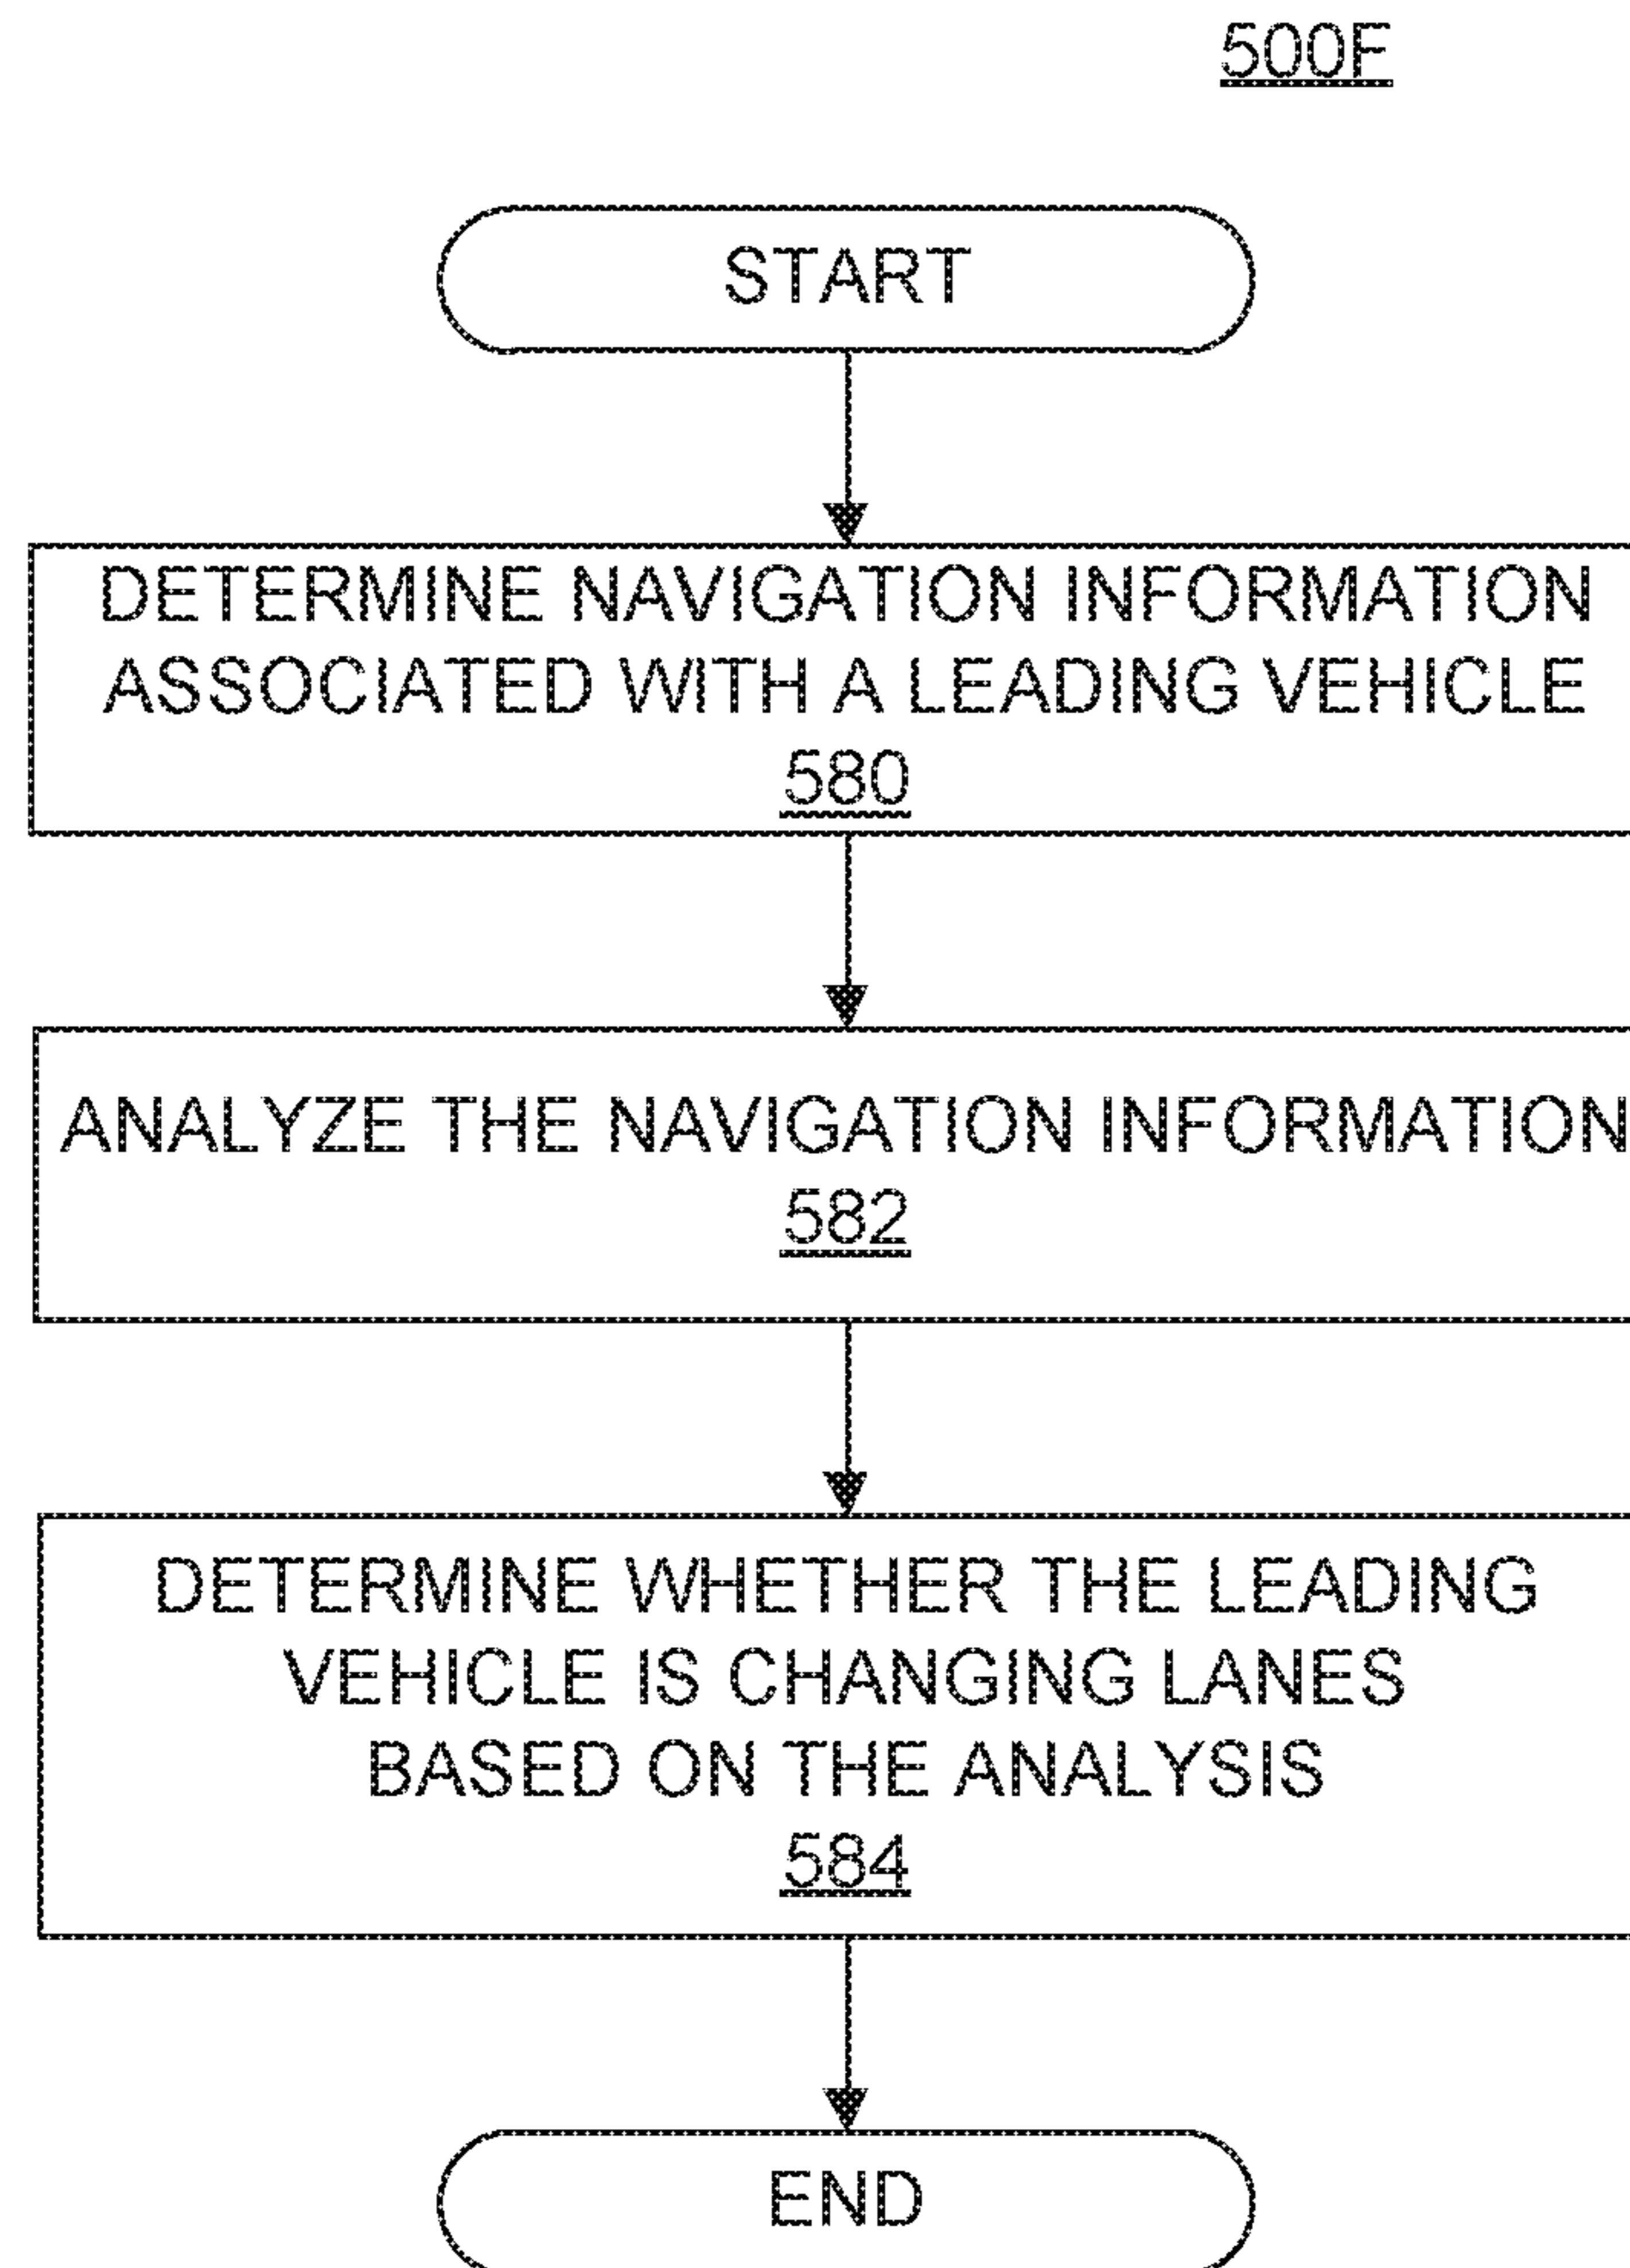 500F
START
DETERMINE NAVIGATION INFORMATION
ASSOCIATED WITH A LEADING VEHICLE
580
ANALYZE THE NAVIGATION INFORMATION
582
DETERMINE WHETHER THE LEADING
VEHICLE IS CHANGING LANES
BASED ON THE ANALYSIS
584
END